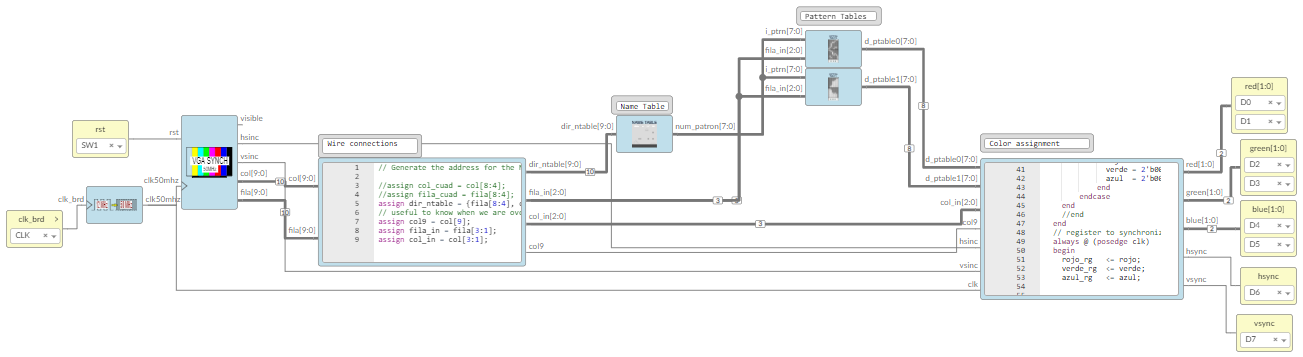 clk_brd
CLK
rst
SW1
clk_brd
clk50mhz
rst
clk50mhz
VGA SYNCH
50MHz
visible
hsinc
vsinc
col[9:0]
fila[9:0]
10
10
col[9:0]
fila[9:0]
Wire connections
1 // Generate the address for the
2
3 //assign col_cuad = col[8:4];
4 //assign fila_cuad = fila[8:4];
5 assign dir_ntable = {fila[8:4],
6 // useful to know when we are ove
7 assign col9 = col[9];
8 assign fila_in = fila[3:1];
9 assign col_in = col[3:1];
dir_ntable[9:0]
fila_in[2:0]
col_in[2:0]
col9
10
3
3
Name Table
dir_ntable[9:0]
NAME TABLE
num_patron[7:0]
Pattern Tables
i_ptrn[7:0]
fila_in[2:0]
d_ptable0[7:0]
i_ptrn[7:0]
fila_in[2:0]
d_ptable1[7:0]
8
8
Color assignment
d_ptable0[7:0]
d_ptable1[7:0]
col_in[2:0]
col9
hsinc
vsinc
clk
41 verde = 2'b00
42 azul = 2'b00
43 end
44 endcase
45 end
46 //end
47 end
48 // register to synchroni
49 always @ (posedge clk)
50 begin
51 rojo_rg <= rojo;
52 verde_rg <= verde;
53 azul_rg <= azul;
54
red[1:0]
green[1:0]
blue[1:0]
hsync
vsync
2
2
2
red[1:0]
D0
D1
green[1:0]
D2
D3
blue[1:0]
D4
D5
hsync
D6
vsync
D7